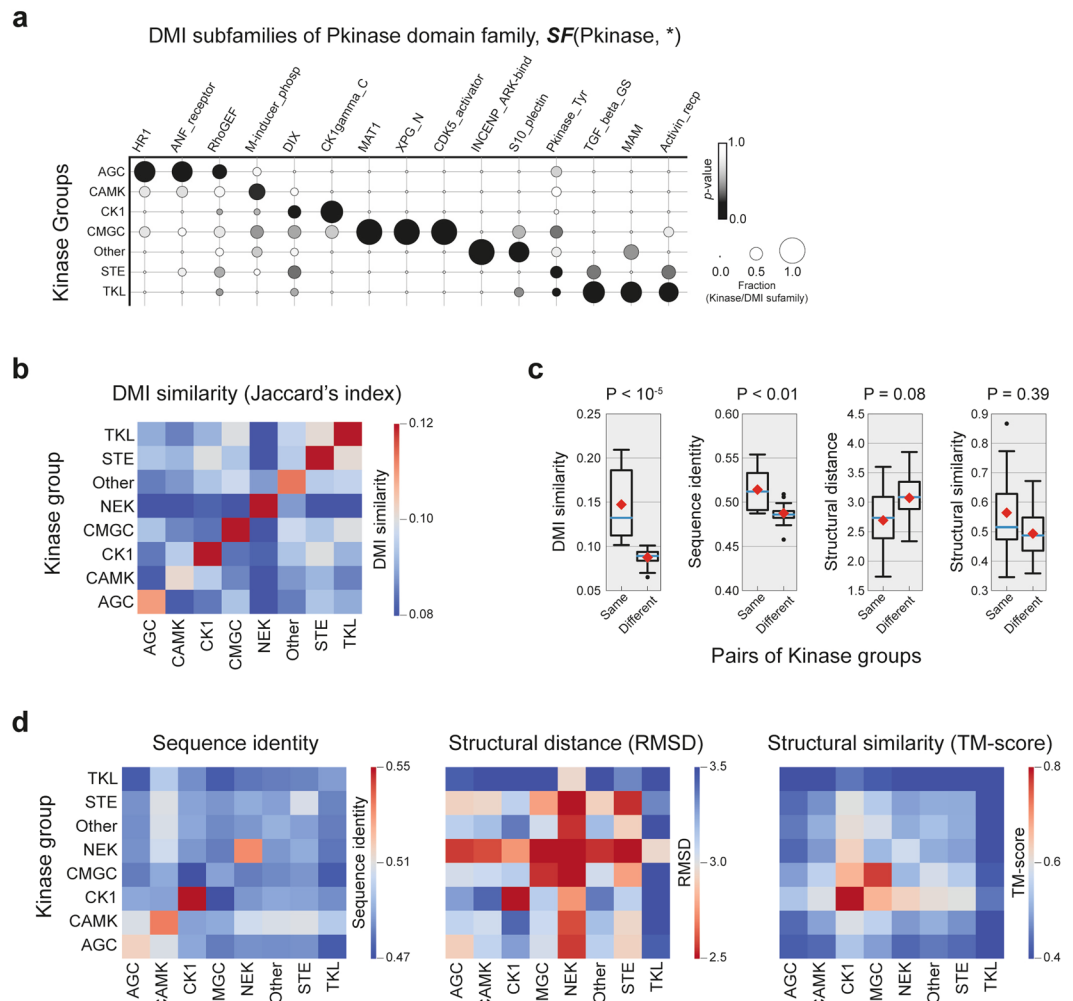 a
DMI subfamilies of Pkinase domain family, SF(Pkinase, *)
HR1
ANF_receptor
RhoGEF
M-inducer_phosp
DIX
CK1gamma_C
MAT1
XPG_N
CDK5_activator
INCENP_ARK-bind
S10_plectin
Pkinase_Tyr
TGF_beta_GS
MAM
Activin_recp
Kinase Groups
AGC
CAMK
CK1
CMGC
Other
STE
TKL
1.0
p-value
0.0
0.0 0.5 1.0
Fraction
(Kinase/DMI sufamily)
b
DMI similarity (Jaccard's index)
Kinase group
TKL
STE
Other
NEK
CMGC
CK1
CAMK
AGC
AGC
CAMK
CK1
CMGC
NEK
Other
STE
TKL
0.12
0.10
0.08
DMI similarity
c
P < 10-5
DMI similarity
0.25
0.20
0.15
0.10
0.05
Same
Different
P < 0.01
Sequence identity
0.60
0.55
0.50
0.45
0.40
Same
Different
P = 0.08
Structural distance
4.5
4.0
3.5
3.0
2.5
2.0
1.5
Same
Different
P = 0.39
Structural similarity
0.9
0.8
0.7
0.6
0.5
0.4
0.3
Same
Different
Pairs of Kinase groups
d
Sequence identity
Kinase group
TKL
STE
Other
NEK
CMGC
CK1
CAMK
AGC
AGC
CAMK
CK1
CMGC
NEK
Other
STE
TKL
0.55
0.51
0.47
Sequence identity
Structural distance (RMSD)
AGC
CAMK
CK1
CMGC
NEK
Other
STE
TKL
3.5
3.0
2.5
RMSD
Structural similarity (TM-score)
AGC
CAMK
CK1
CMGC
NEK
Other
STE
TKL
0.8
0.6
0.4
TM-score